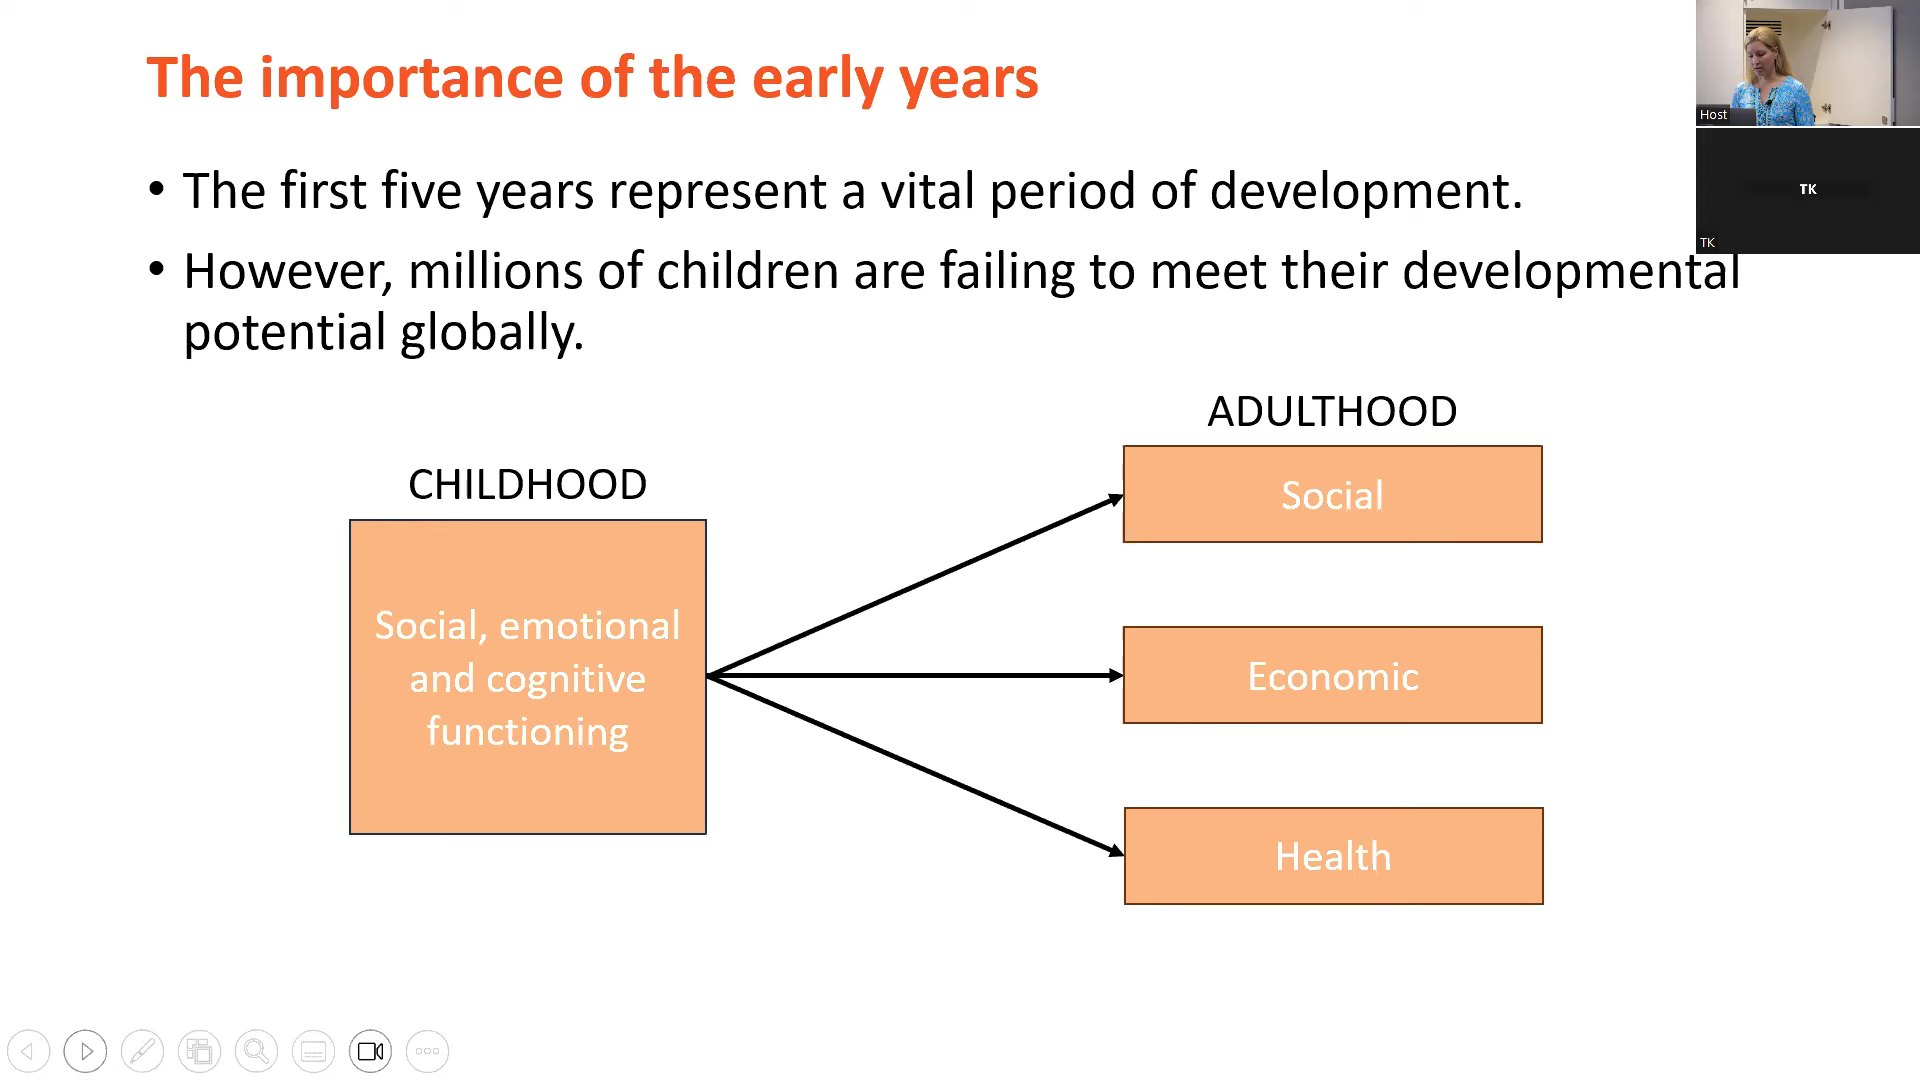 The importance of the early years
• The first five years represent a vital period of development.
• However, millions of children are failing to meet their developmental
potential globally.
CHILDHOOD
Social, emotional
and cognitive
functioning
ADULTHOOD
Social
Economic
Health
Host
TK
TK